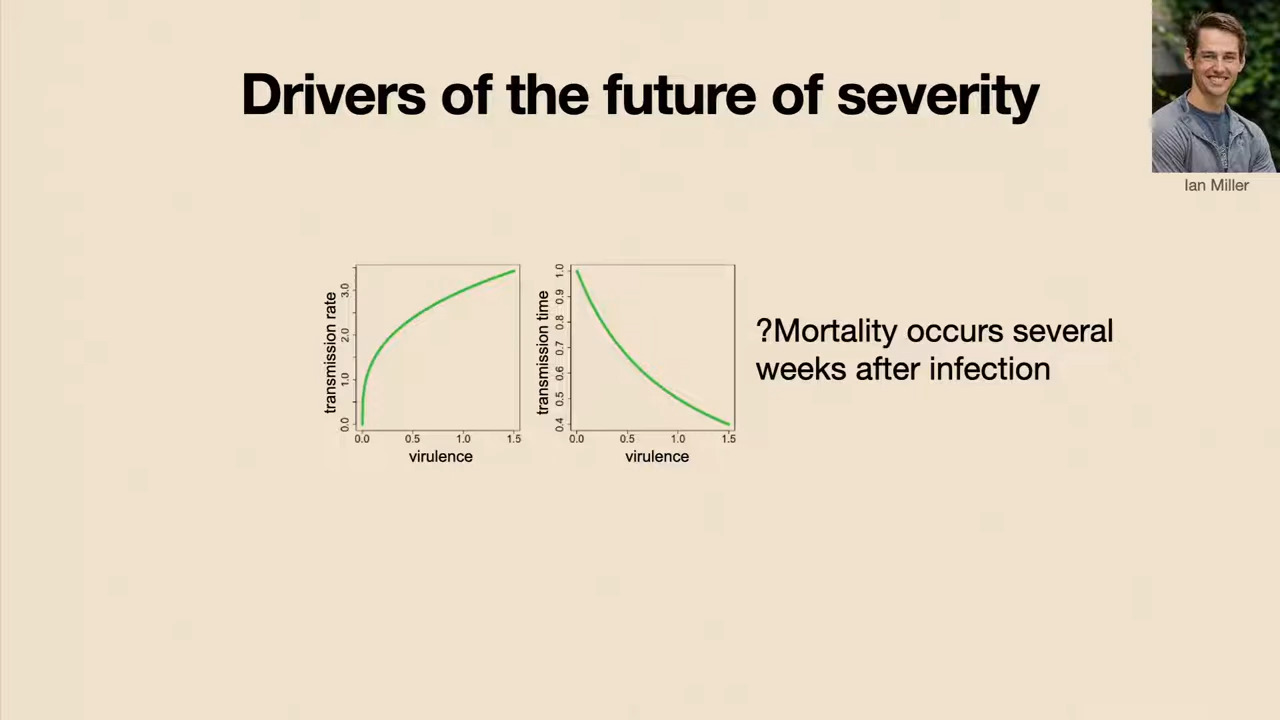 Drivers of the future of severity
Ian Miller
transmission rate
0.0
1.0
2.0
3.0
0.0 0.5 1.0 1.5
virulence
transmission time
0.4
0.5
0.6
0.7
0.8
0.9
1.0
0.0 0.5 1.0 1.5
virulence
?Mortality occurs several
weeks after infection